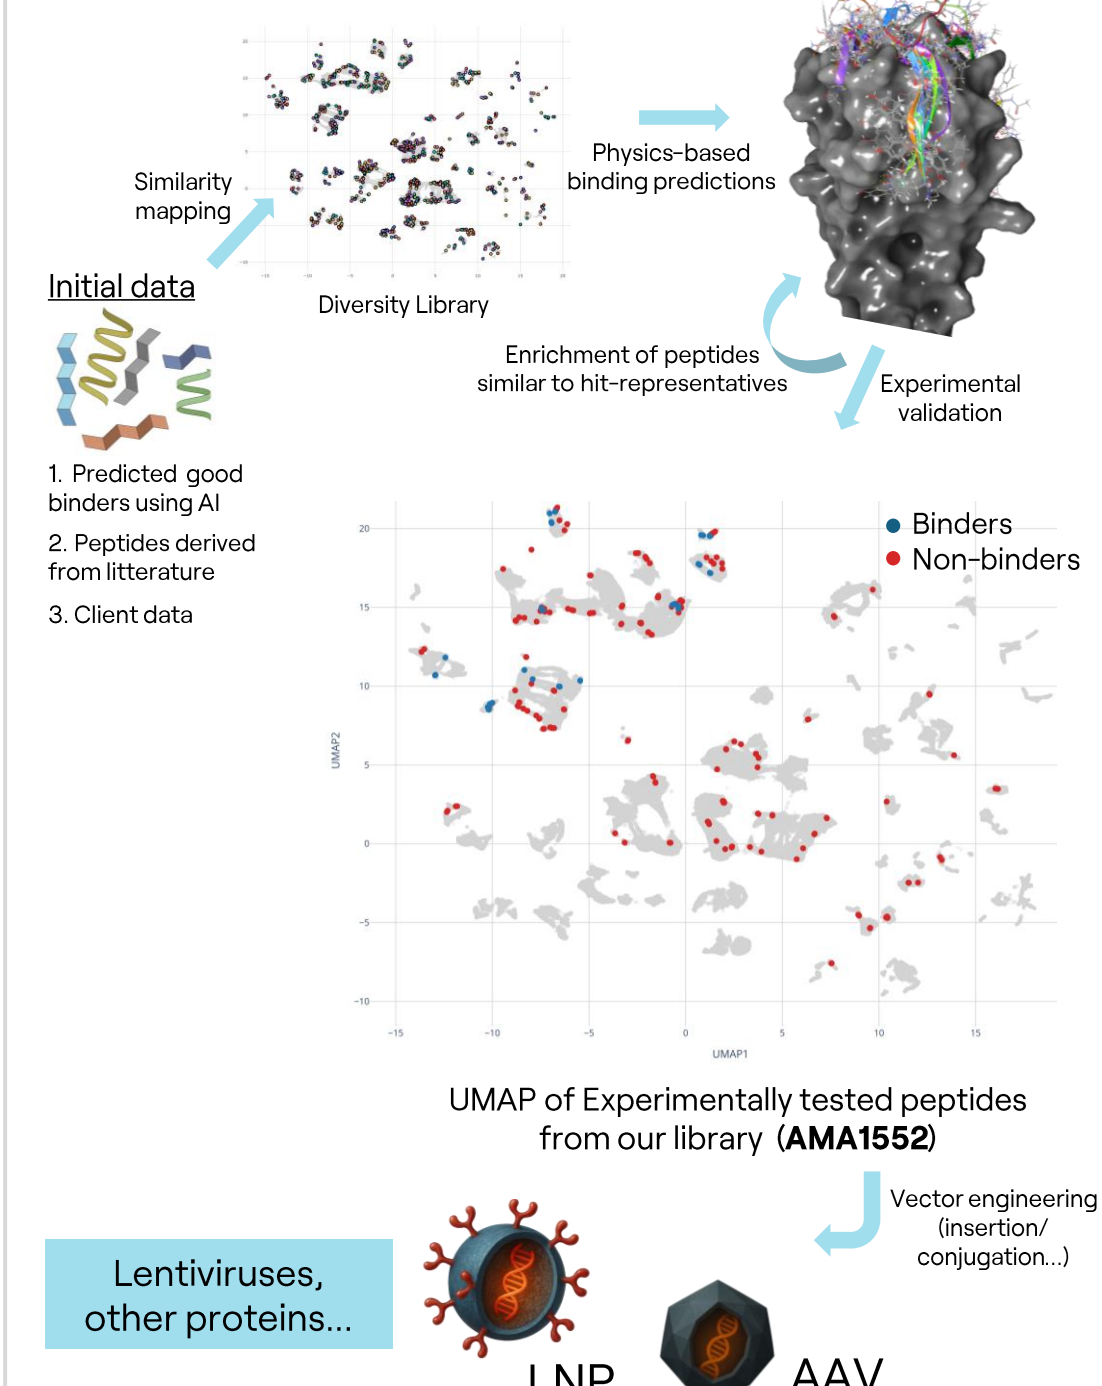 Similarity
mapping
Diversity Library
Physics-based
binding predictions
Initial data
1. Predicted good
binders using AI
2. Peptides derived
from litterature
3. Client data
Enrichment of peptides
similar to hit-representatives
Experimental
validation
Binders
Non-binders
20
15
10
5
0
−5
−10
UMAP2
−15
−10
−5
0
5
10
15
UMAP1
UMAP of Experimentally tested peptides
from our library (AMA1552)
Vector engineering
(insertion/
conjugation...)
Lentiviruses,
other proteins...
LNP
AAV